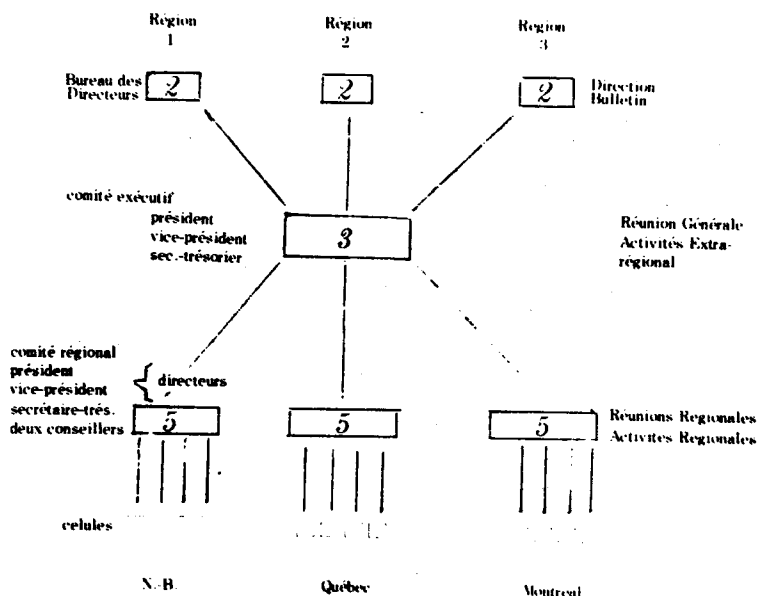 Région
1
Région
2
Région
3
Bureau des
Directeurs
2
2
2
Direction
Bulletin
comité exécutif
président
vice-président
sec.-trésorier
3
Réunion Générale
Activités Extra-
régional
comité régional
président
vice-président
secrétaire-trés.
deux conseillers
directeurs
5
5
5
Réunions Regionales
Activités Regionales
celules
N.-B.
Québec
Montreal